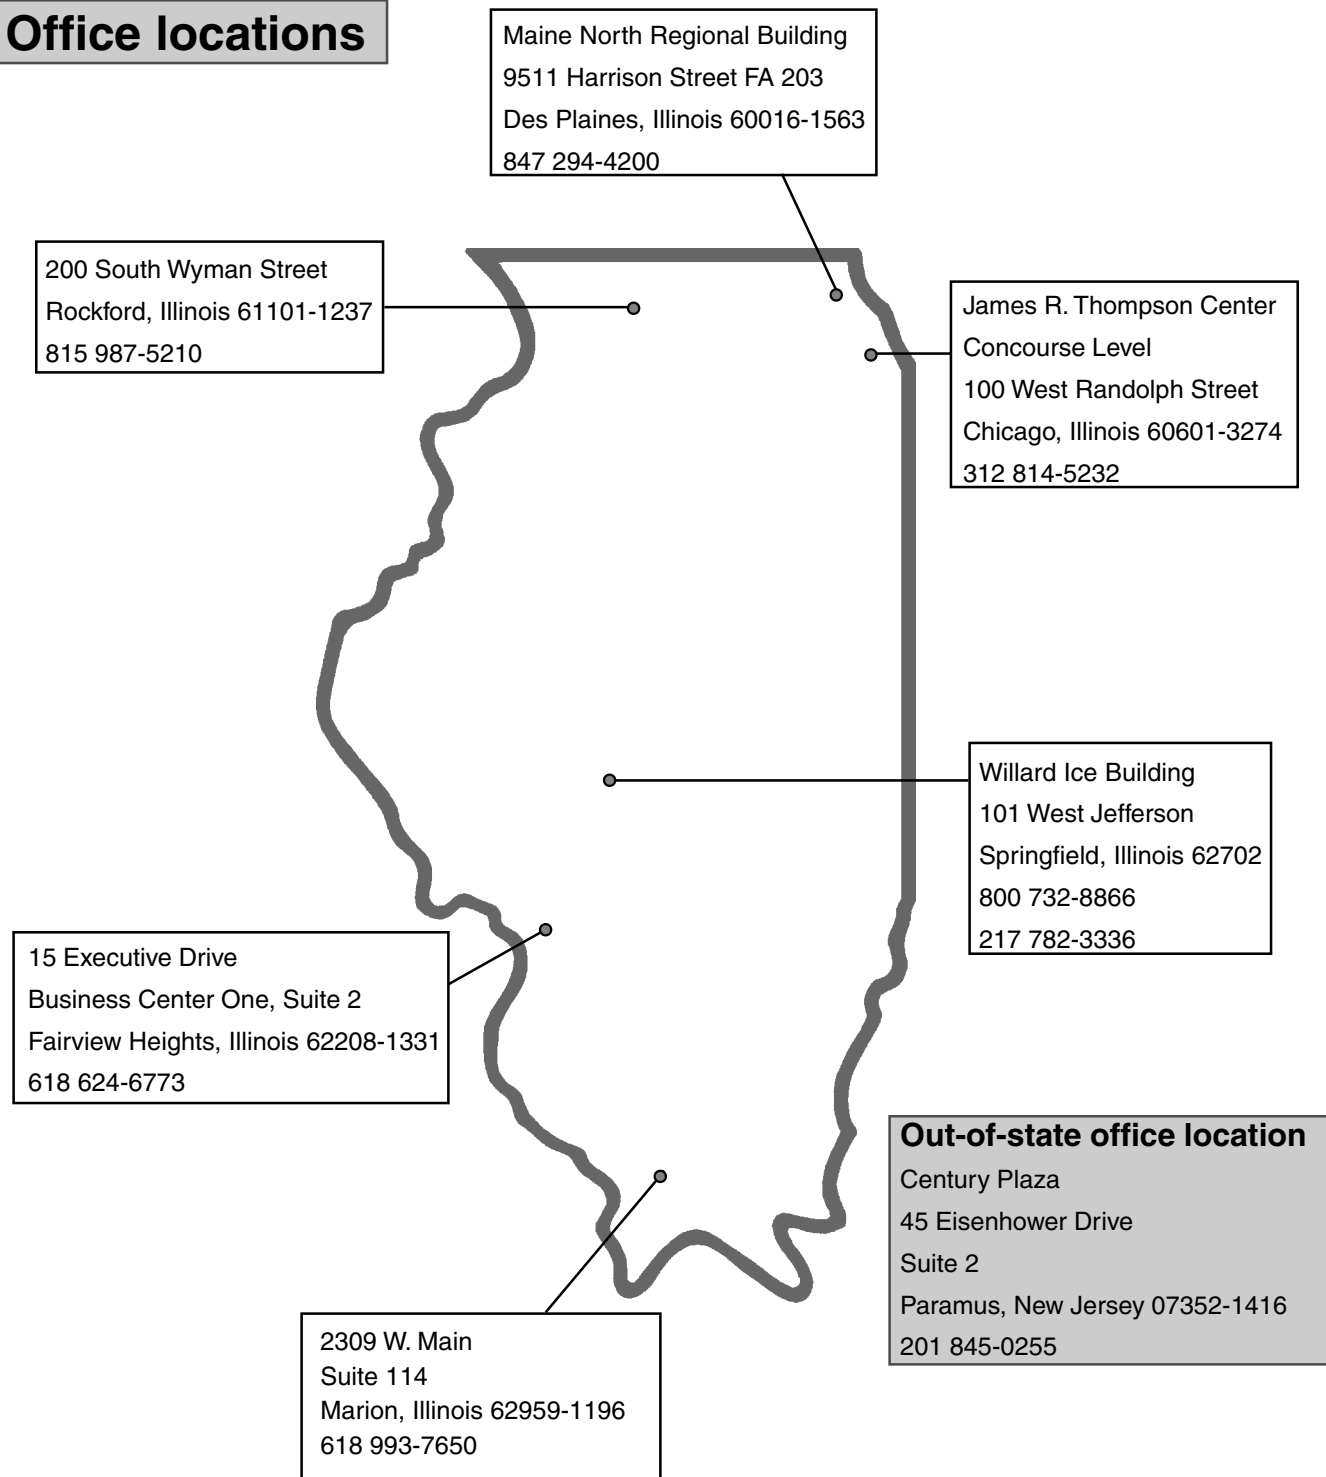 Office locations
Maine North Regional Building
9511 Harrison Street FA 203
Des Plaines, Illinois 60016-1563
847 294-4200
200 South Wyman Street
Rockford, Illinois 61101-1237
815 987-5210
James R. Thompson Center
Concourse Level
100 West Randolph Street
Chicago, Illinois 60601-3274
312 814-5232
Willard Ice Building
101 West Jefferson
Springfield, Illinois 62702
800 732-8866
217 782-3336
15 Executive Drive
Business Center One, Suite 2
Fairview Heights, Illinois 62208-1331
618 624-6773
Out-of-state office location
Century Plaza
45 Eisenhower Drive
Suite 2
Paramus, New Jersey 07352-1416
201 845-0255
2309 W. Main
Suite 114
Marion, Illinois 62959-1196
618 993-7650